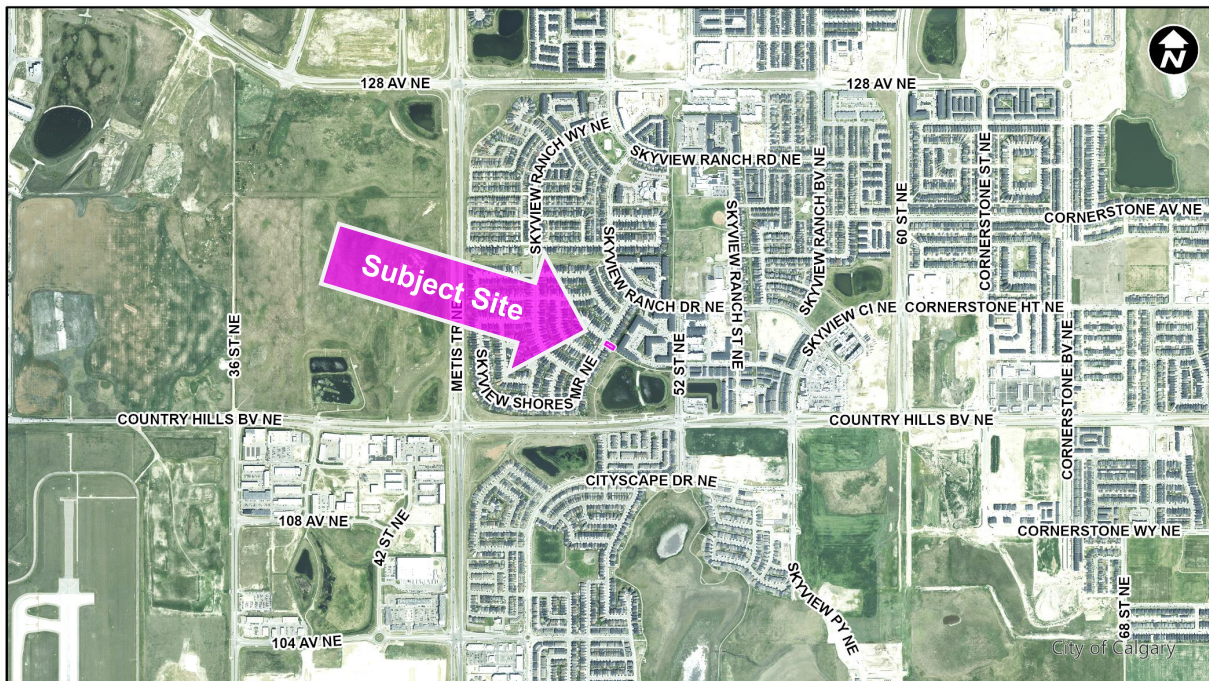 N
128 AV NE
128 AV NE
SKYVIEW RANCH WY NE
SKYVIEW RANCH RD NE
SKYVIEW RANCH ST NE
SKYVIEW RANCH BV NE
60 ST NE
CORNERSTONE ST NE
CORNERSTONE AV NE
Subject Site
SKYVIEW RANCH DR NE
CORNERSTONE HT NE
SKYVIEW CI NE
36 ST NE
METIS TR NE
SKYVIEW SHORES MR NE
52 ST NE
CORNERSTONE BV NE
COUNTRY HILLS BV NE
COUNTRY HILLS BV NE
CITYSCAPE DR NE
108 AV NE
42 ST NE
CORNERSTONE WY NE
SKYVIEW PY NE
68 ST NE
104 AV NE
City of Calgary